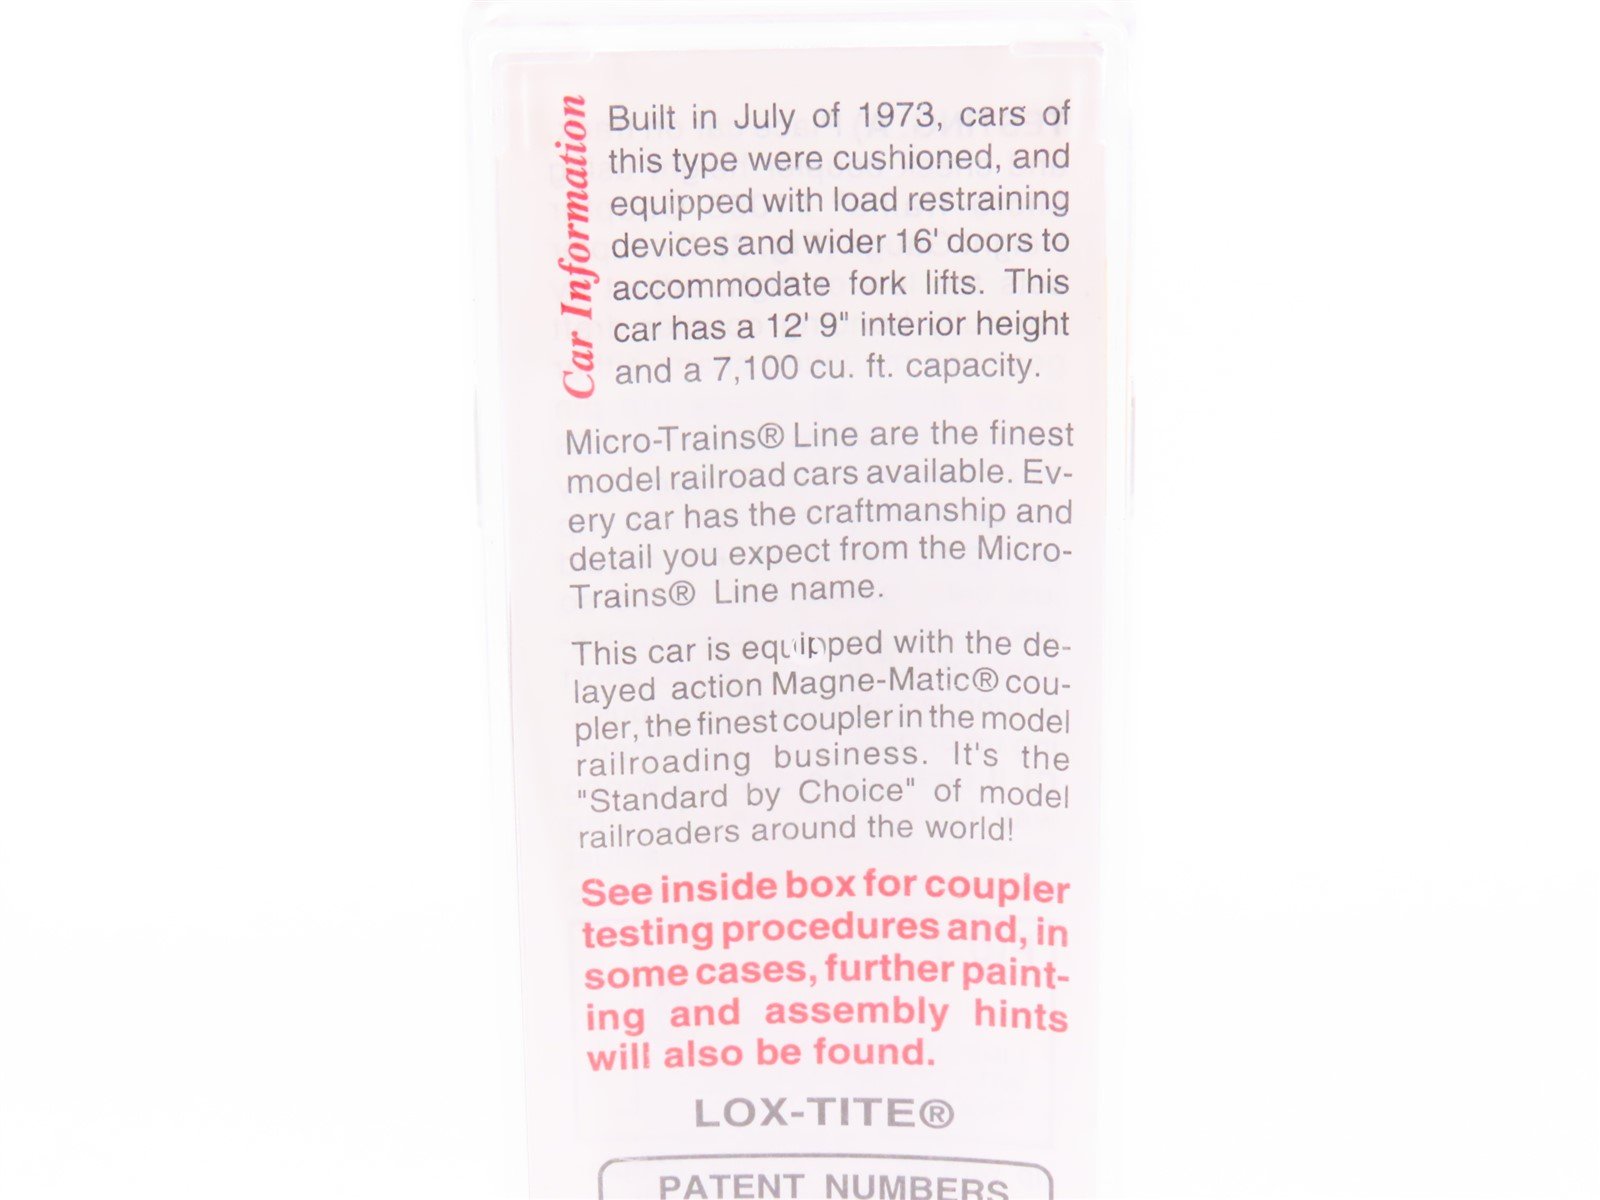 Car Information
Built in July of 1973, cars of
this type were cushioned, and
equipped with load restraining
devices and wider 16' doors to
accommodate fork lifts. This
car has a 12' 9" interior height
and a 7,100 cu. ft. capacity.
Micro-Trains® Line are the finest
model railroad cars available. Ev-
ery car has the craftmanship and
detail you expect from the Micro-
Trains® Line name.
This car is equipped with the de-
layed action Magne-Matic® cou-
pler, the finest coupler in the model
railroading business. It's the
"Standard by Choice" of model
railroaders around the world!
See inside box for coupler
testing procedures and, in
some cases, further paint-
ing and assembly hints
will also be found.
LOX-TITE®
PATENT NUMBERS